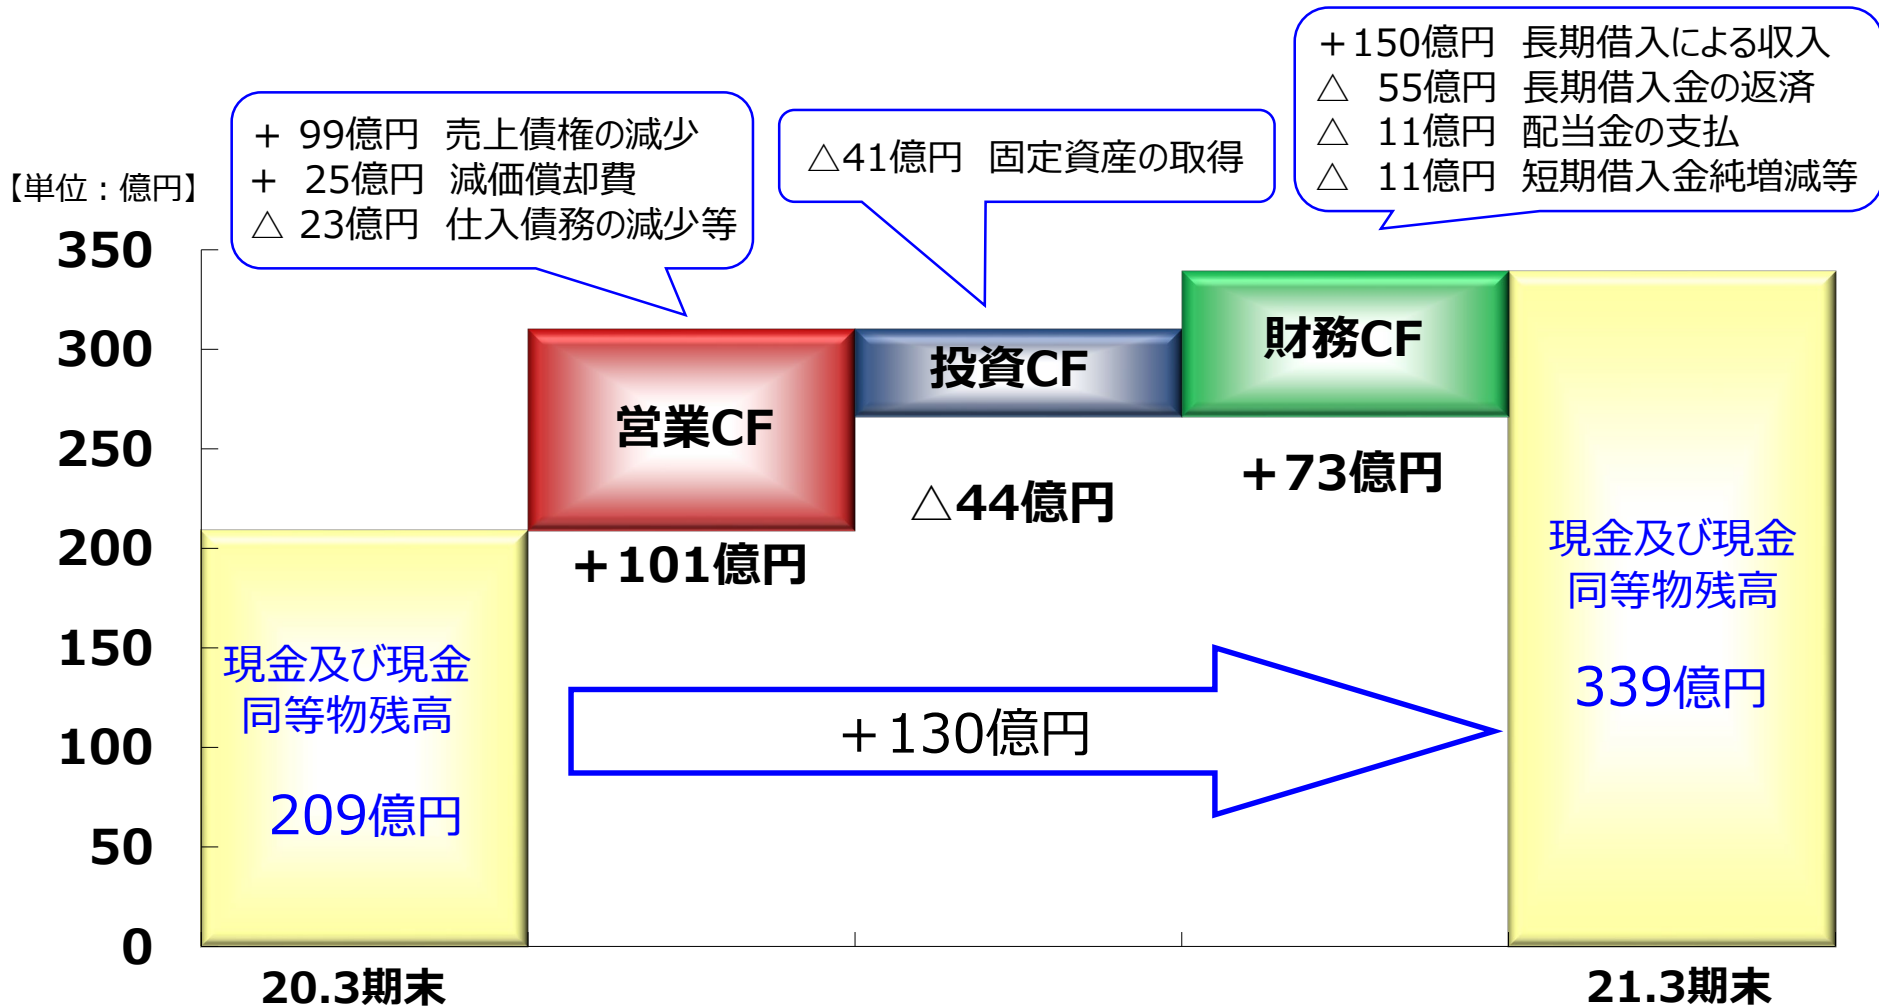 + 99億円 売上債権の減少
+ 25億円 減価償却費
△ 23億円 仕入債務の減少等
△41億円 固定資産の取得
+150億円 長期借入による収入
△ 55億円 長期借入金の返済
△ 11億円 配当金の支払
△ 11億円 短期借入金純増減等
【単位：億円】
350
300
250
200
150
100
50
0
営業CF
+101億円
投資CF
△44億円
財務CF
+73億円
現金及び現金
同等物残高
209億円
+130億円
現金及び現金
同等物残高
339億円
20.3期末
21.3期末